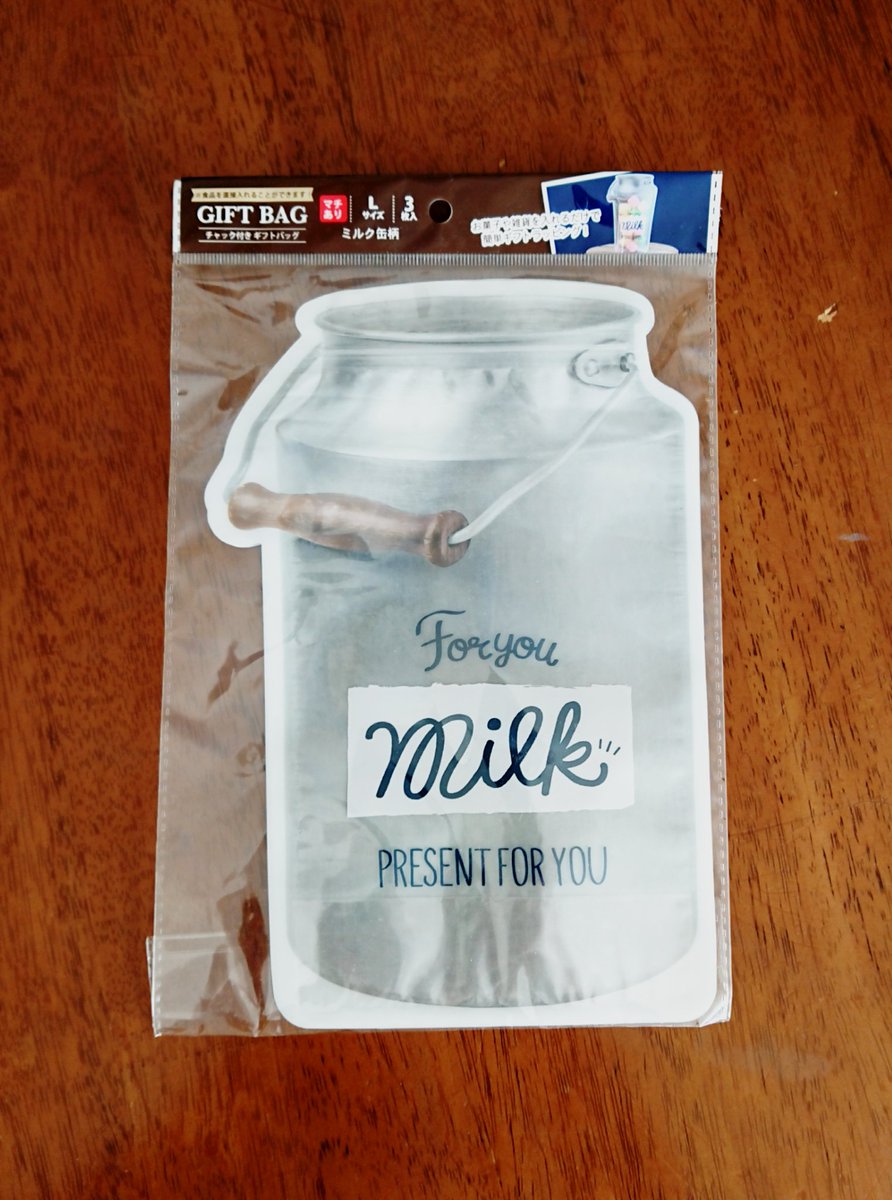 ※食品を直接入れることができます
GIFT BAG
チャック付き ギフトバッグ
マチ
あり
L
サイズ
3
枚入
ミルク缶柄
お菓子や雑貨を入れるだけで
簡単ギフトラッピング!
Milk
For you
Milk
PRESENT FOR YOU